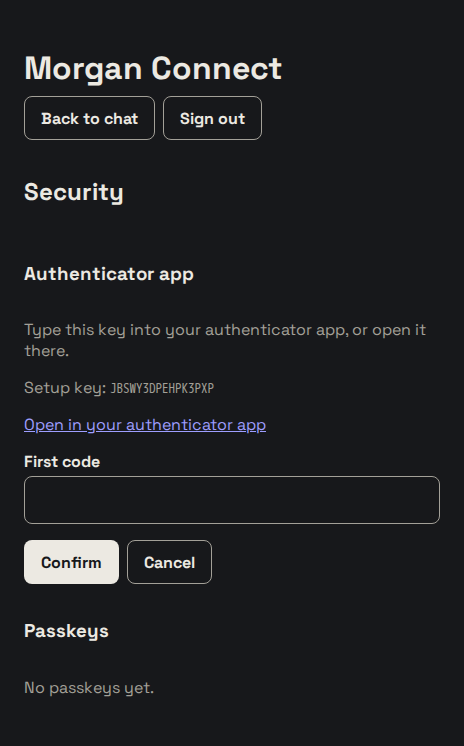 Morgan Connect
Back to chat
Sign out
Security
Authenticator app
Type this key into your authenticator app, or open it
there.
Setup key: JBSWY3DPEHPK3PXP
Open in your authenticator app
First code
Confirm
Cancel
Passkeys
No passkeys yet.